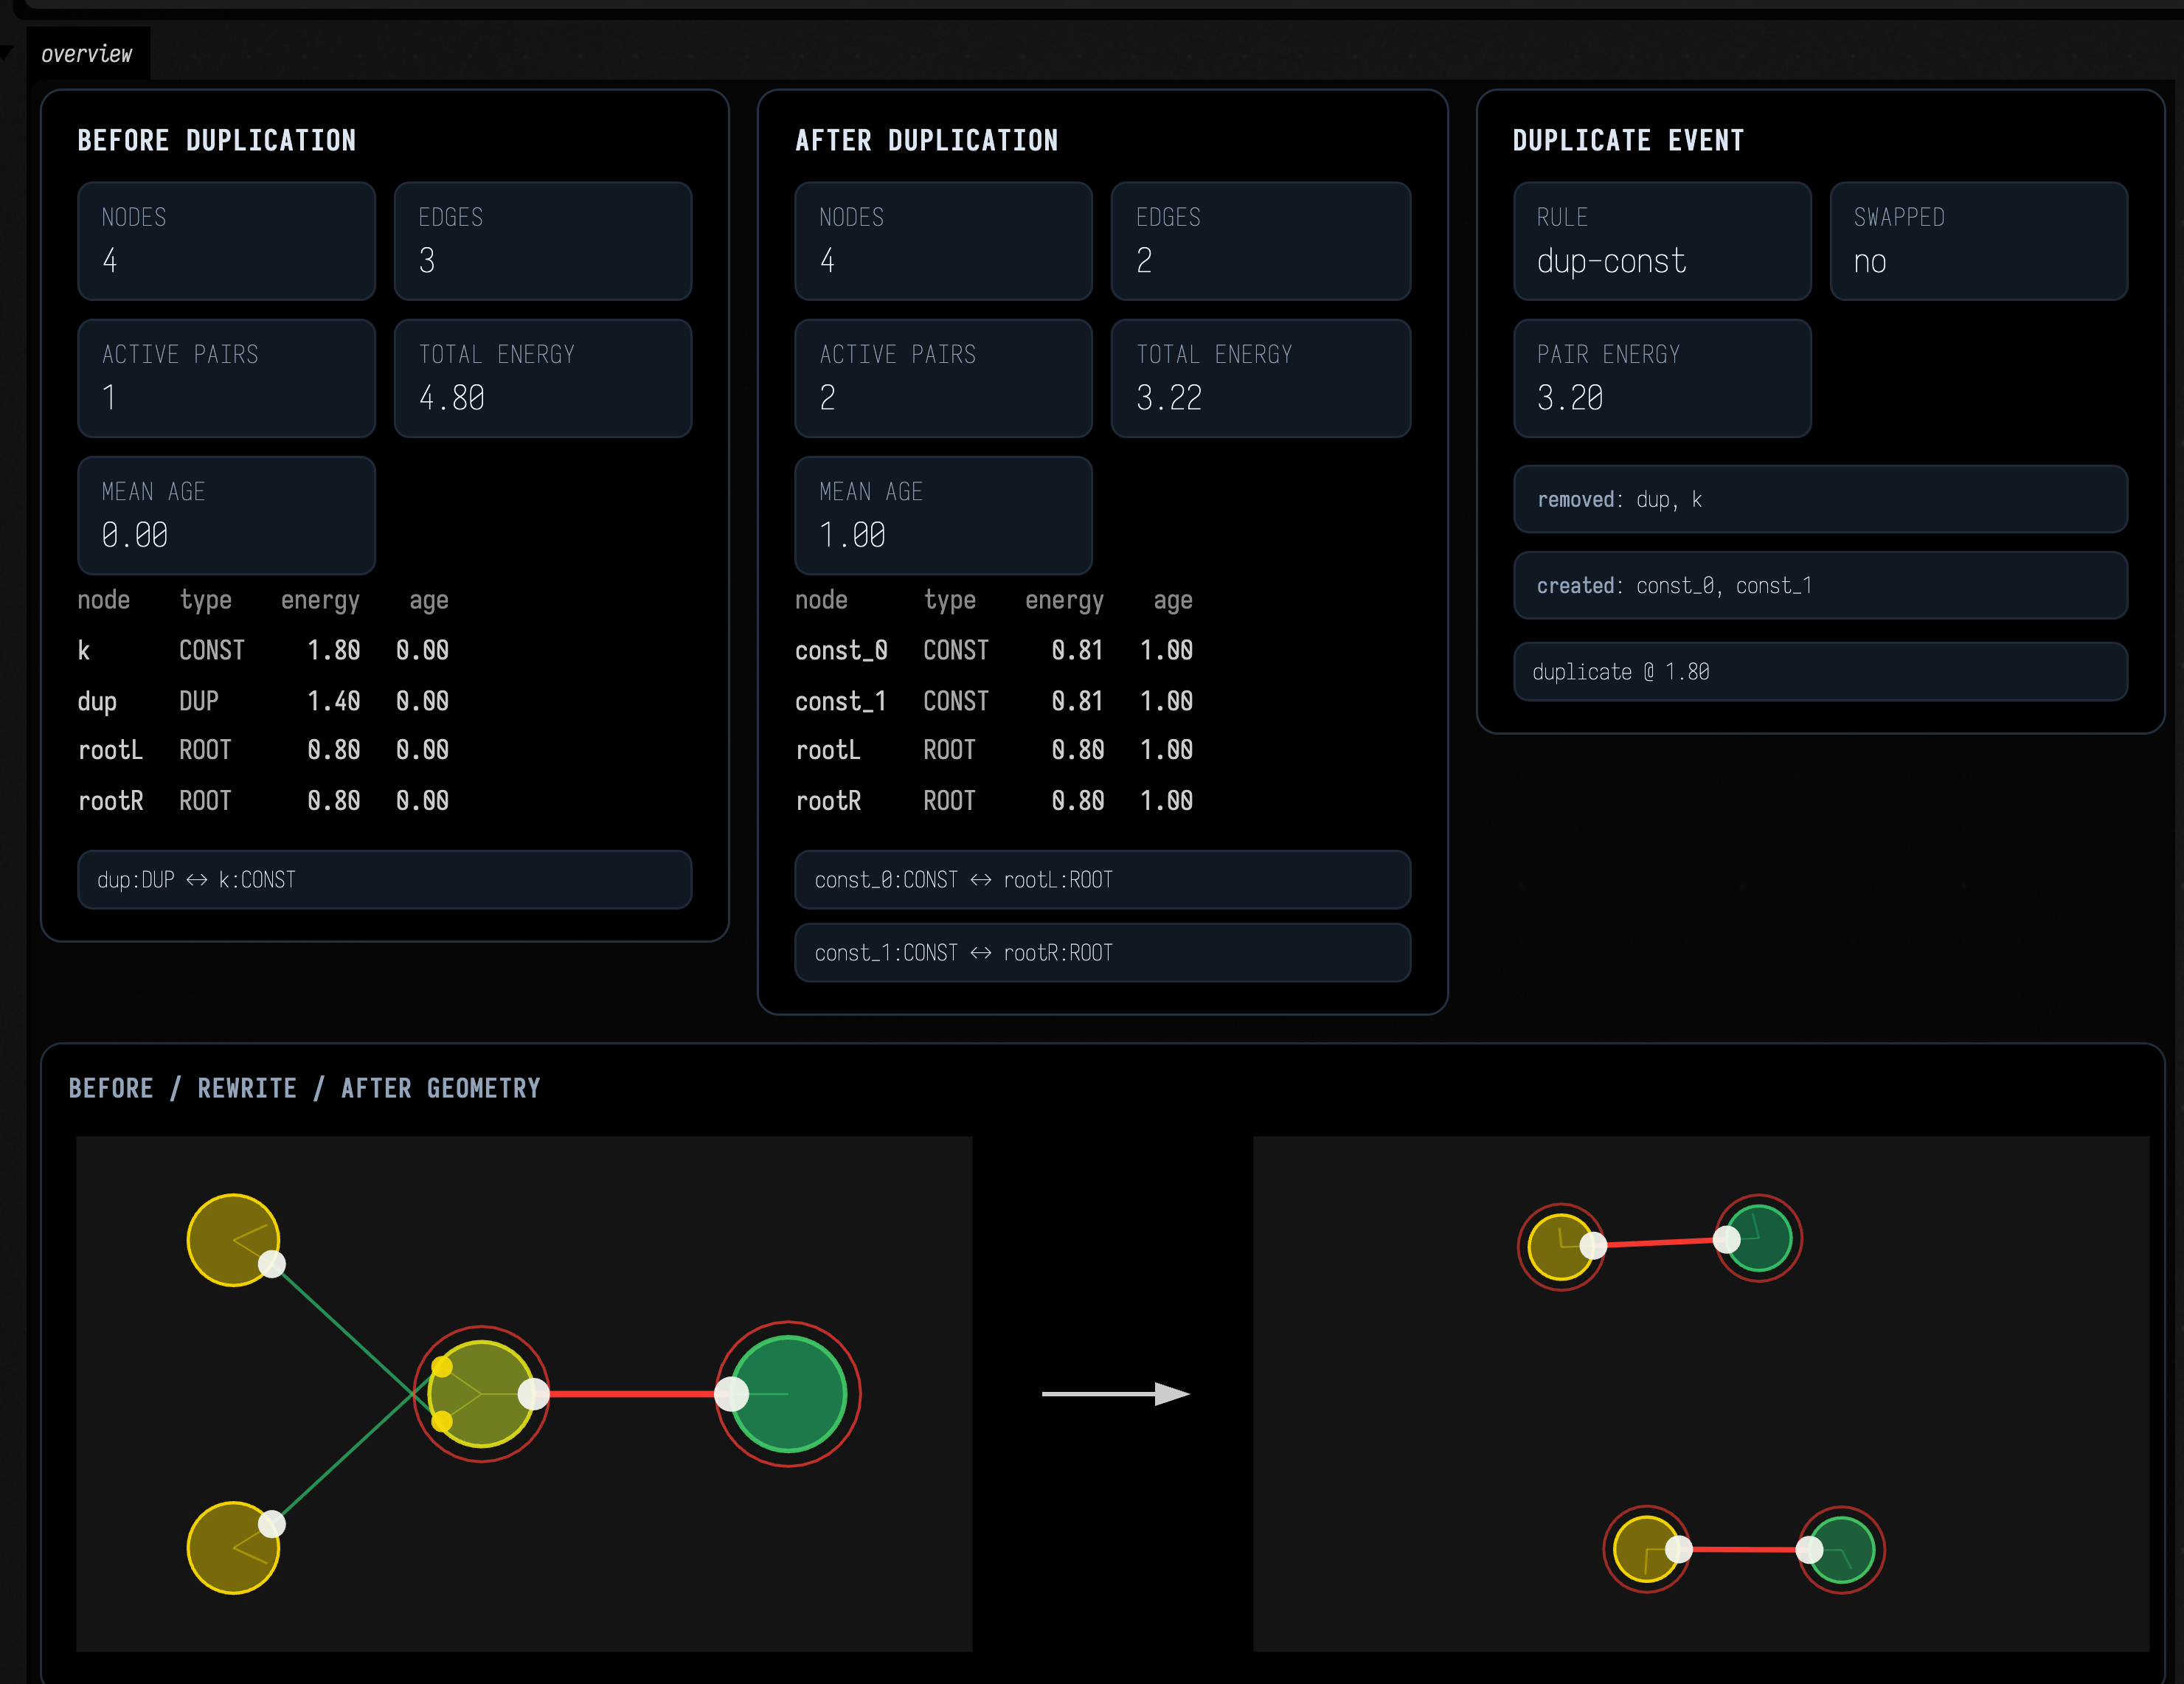 overview
BEFORE DUPLICATION
NODES
4
EDGES
3
ACTIVE PAIRS
1
TOTAL ENERGY
4.80
MEAN AGE
0.00
node type energy age
k CONST 1.80 0.00
dup DUP 1.40 0.00
rootL ROOT 0.80 0.00
rootR ROOT 0.80 0.00
dup:DUP ↔ k:CONST
AFTER DUPLICATION
NODES
4
EDGES
2
ACTIVE PAIRS
2
TOTAL ENERGY
3.22
MEAN AGE
1.00
node type energy age
const_0 CONST 0.81 1.00
const_1 CONST 0.81 1.00
rootL ROOT 0.80 1.00
rootR ROOT 0.80 1.00
const_0:CONST ↔ rootL:ROOT
const_1:CONST ↔ rootR:ROOT
DUPLICATE EVENT
RULE
dup-const
SWAPPED
no
PAIR ENERGY
3.20
removed: dup, k
created: const_0, const_1
duplicate @ 1.80
BEFORE / REWRITE / AFTER GEOMETRY